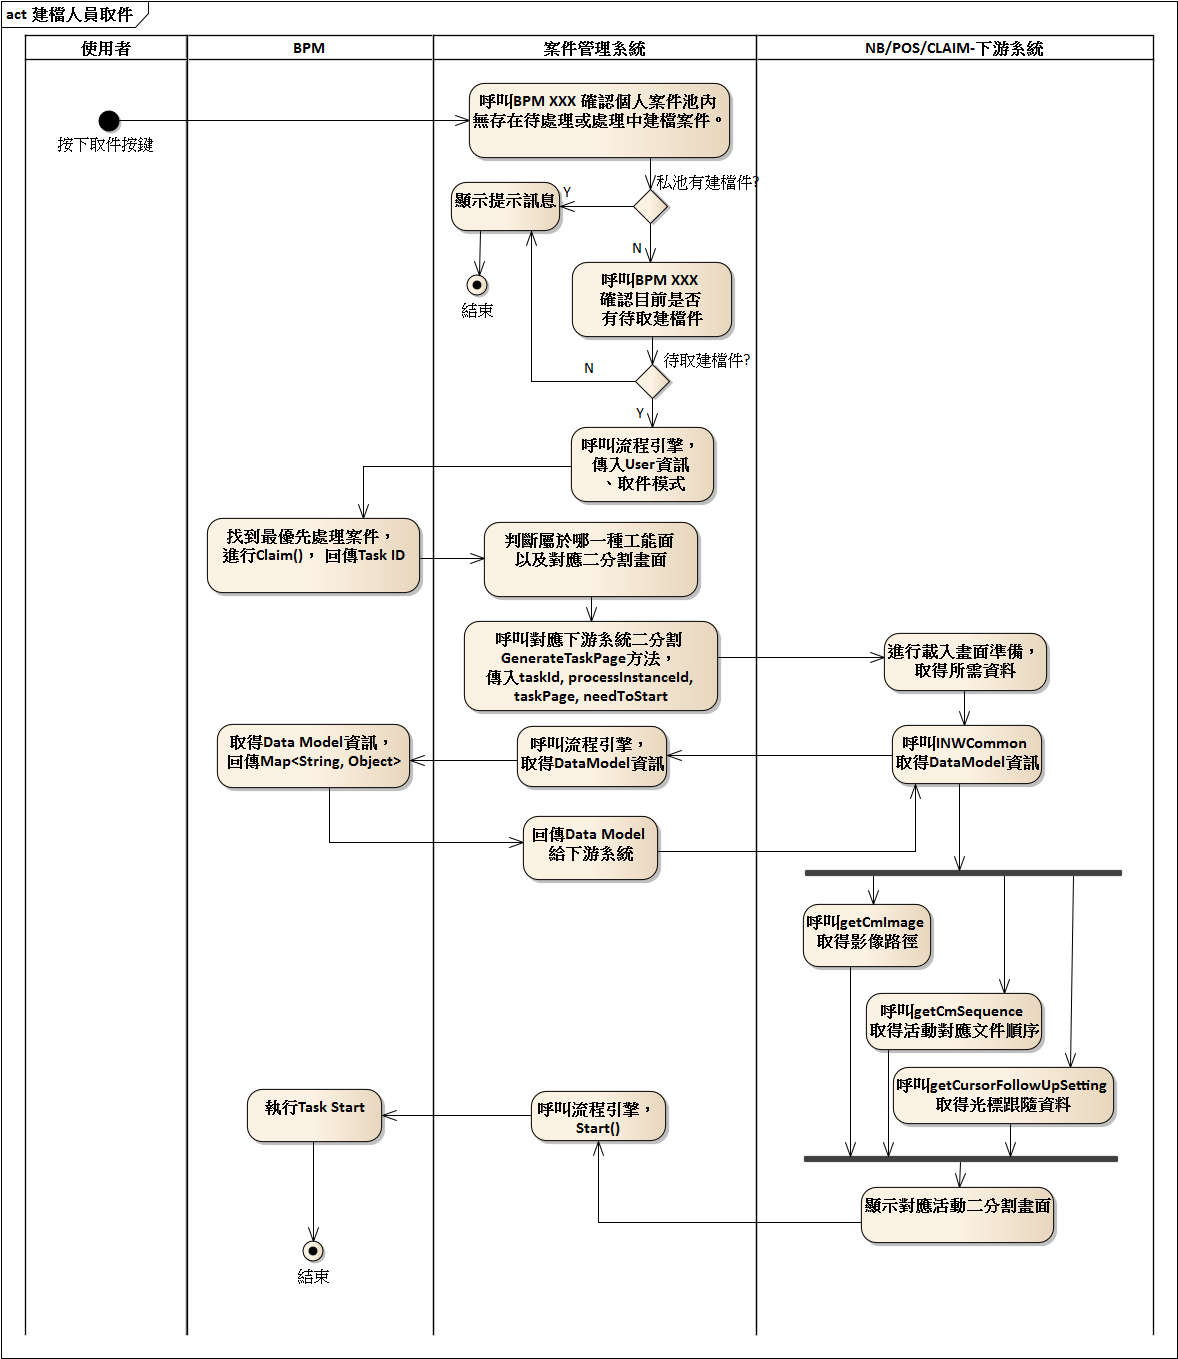 act 建檔人員取件
使用者
BPM
案件管理系統
NB/POS/CLAIM-下游系統
按下取件按鍵
呼叫BPM XXX 確認個人案件池內
無存在待處理或處理中建檔案件。
私池有建檔件?
Y
顯示提示訊息
N
結束
呼叫BPM XXX
確認目前是否
有待取建檔件
待取建檔件?
N
Y
呼叫流程引擎，
傳入User資訊
、取件模式
找到最優先處理案件，
進行Claim()， 回傳Task ID
判斷屬於哪一種工能面
以及對應二分割畫面
呼叫對應下游系統二分割
GenerateTaskPage方法，
傳入taskId, processInstanceId,
taskPage, needToStart
進行載入畫面準備，
取得所需資料
取得Data Model資訊，
回傳Map<String, Object>
呼叫流程引擎，
取得DataModel資訊
呼叫INWCommon
取得DataModel資訊
回傳Data Model
給下游系統
呼叫getCmImage
取得影像路徑
呼叫getCmSequence
取得活動對應文件順序
呼叫getCursorFollowUpSetting
取得光標跟隨資料
執行Task Start
呼叫流程引擎，
Start()
顯示對應活動二分割畫面
結束